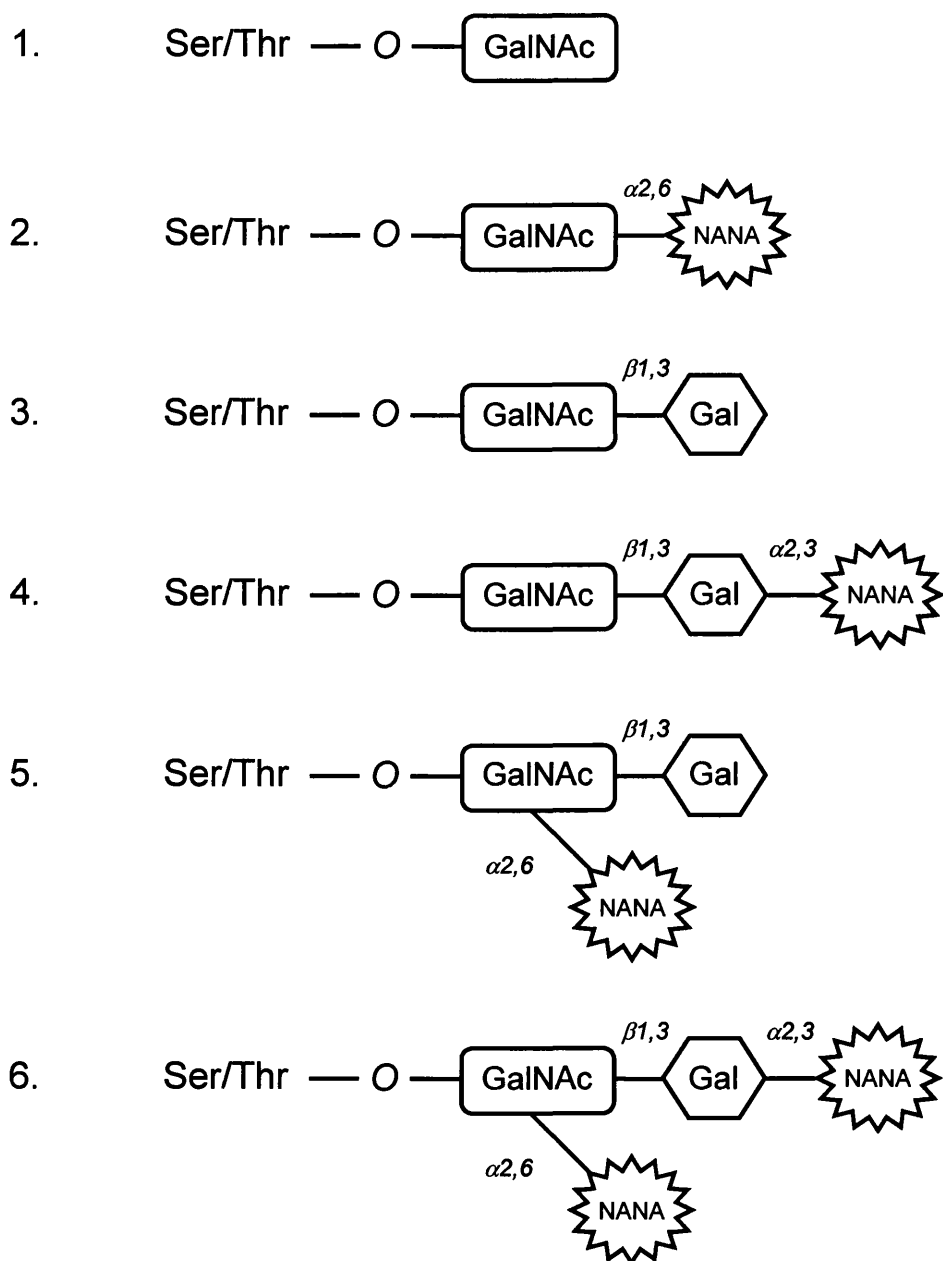 1. Ser/Thr — O — GalNAc
α2,6
2. Ser/Thr — O — GalNAc NANA
β1,3
3. Ser/Thr — O — GalNAc Gal
β1,3 α2,3
4. Ser/Thr — O — GalNAc Gal NANA
β1,3
5. Ser/Thr — O — GalNAc Gal
α2,6
NANA
β1,3 α2,3
6. Ser/Thr — O — GalNAc Gal NANA
α2,6
NANA